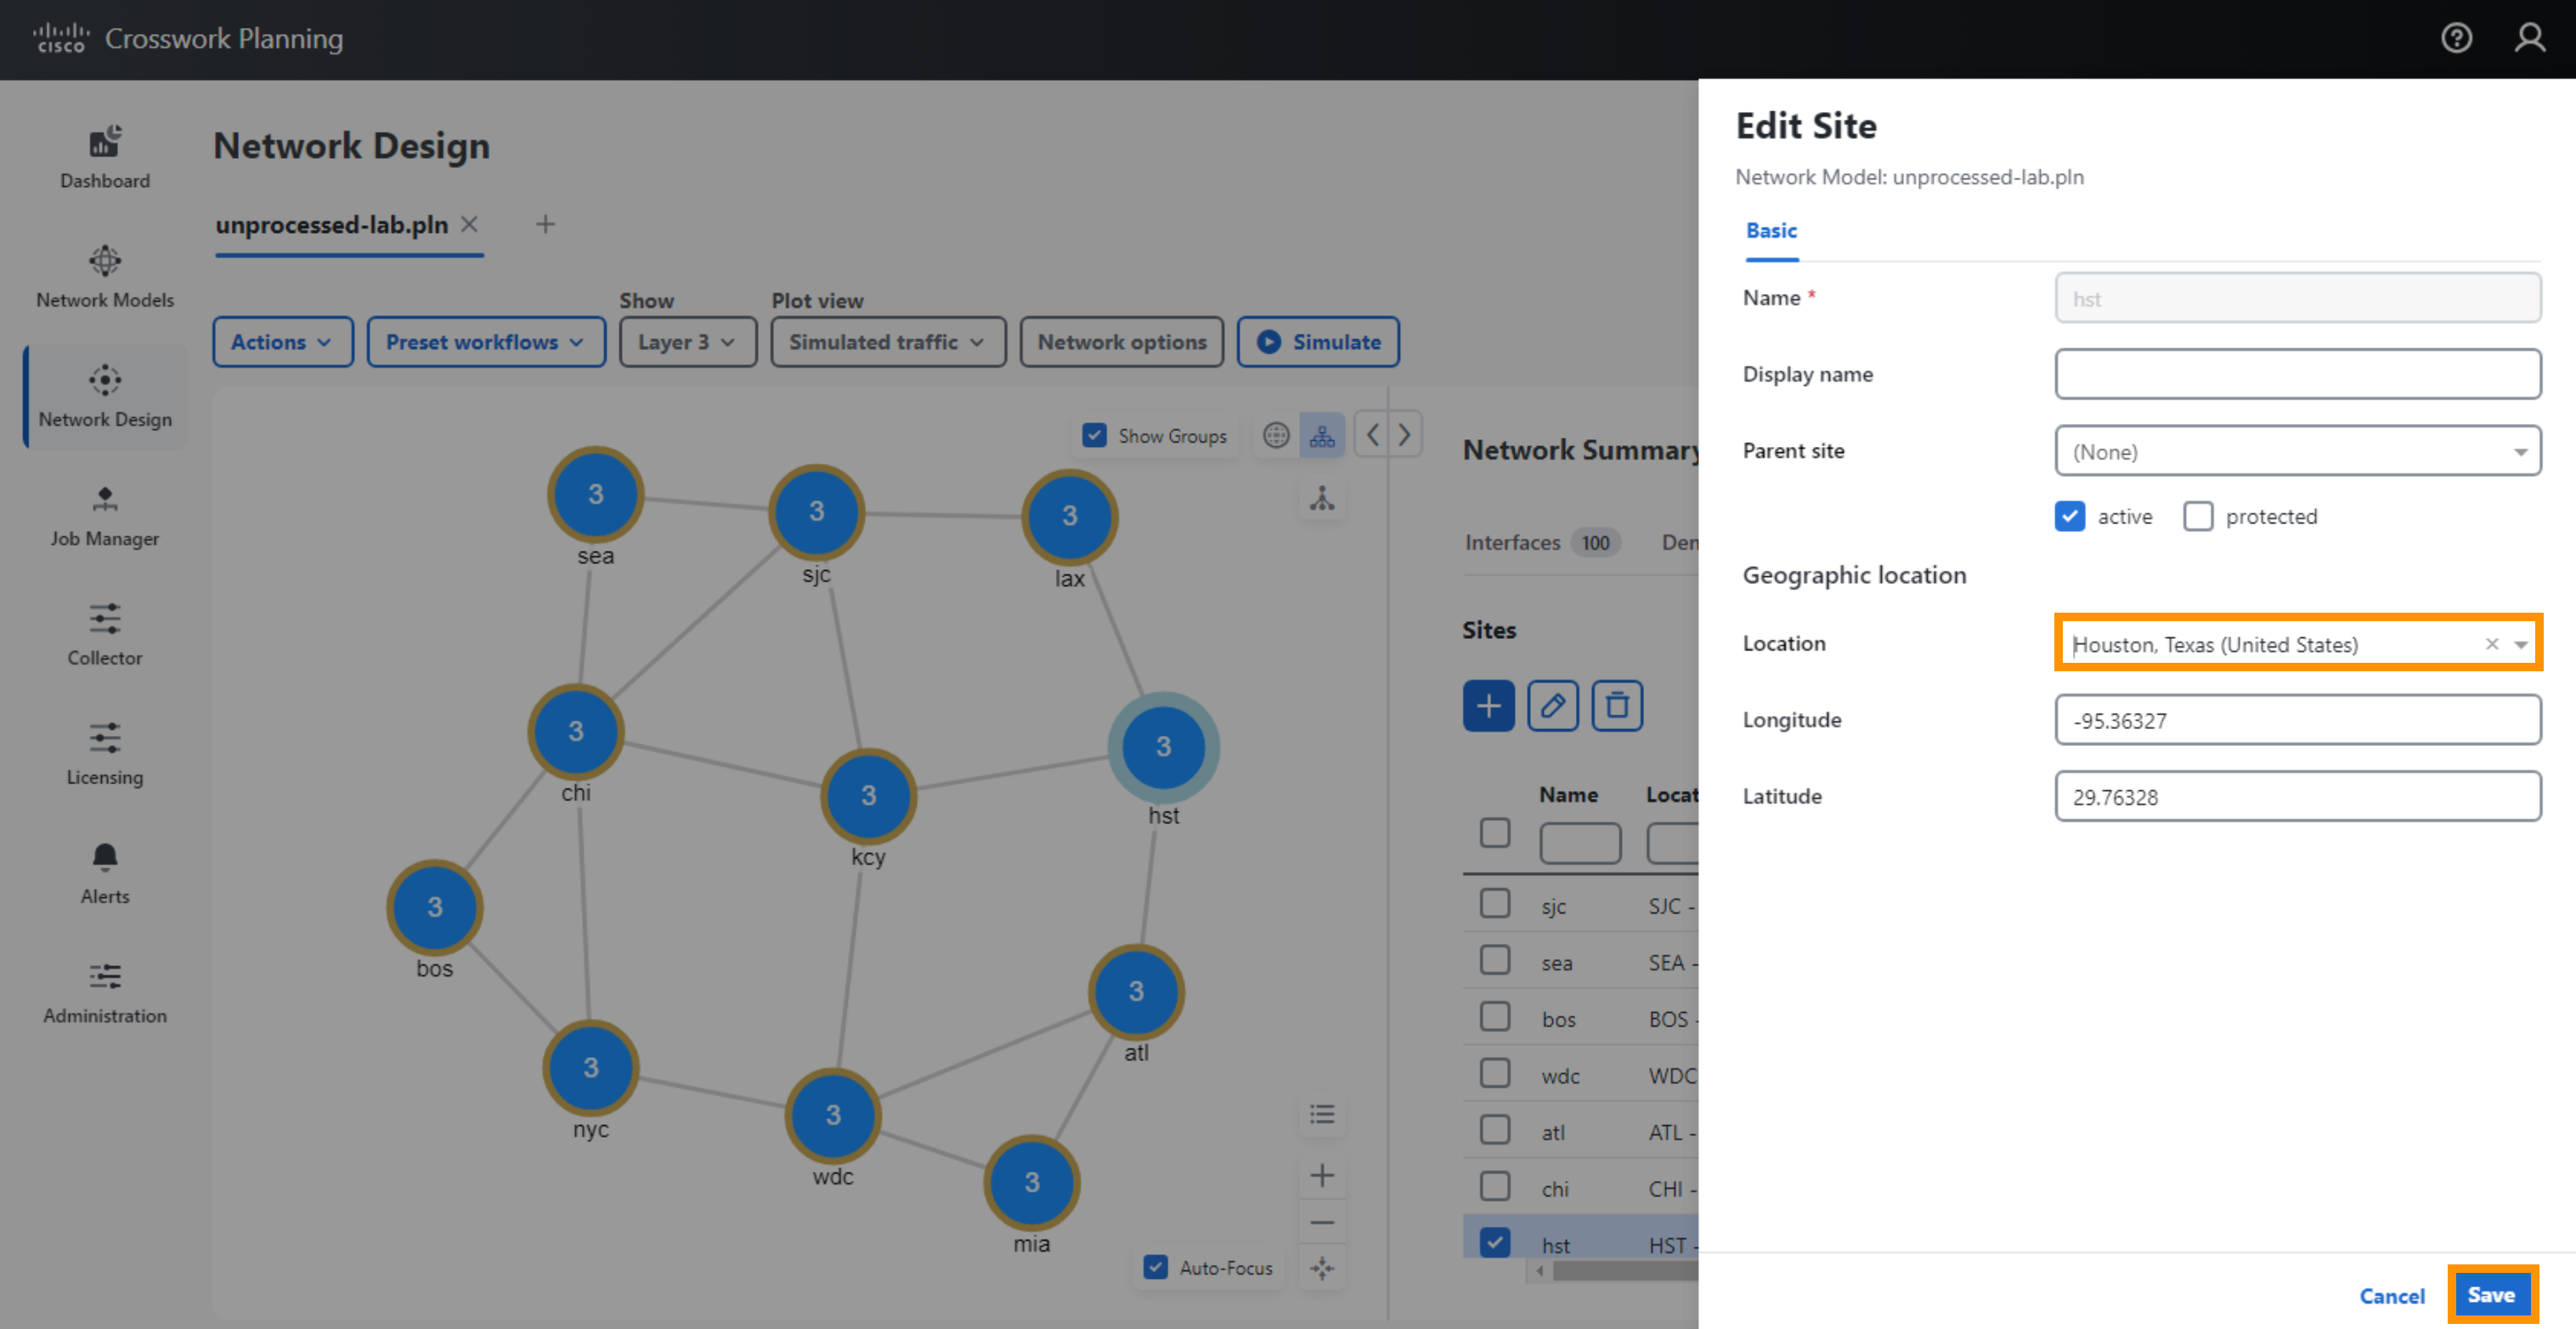 cisco Crosswork Planning
Dashboard
Network Models
Network Design
Job Manager
Collector
Licensing
Alerts
Administration
Network Design
unprocessed-lab.pln
Show
Plot view
Actions
Preset workflows
Layer 3
Simulated traffic
Network options
Simulate
Show Groups
3
sea
3
sjc
3
lax
3
chi
3
kcy
3
hst
3
bos
3
atl
3
nyc
3
wdc
3
mia
Auto-Focus
Network Summary
Interfaces 100 Den
Sites
Name Locat
sjc SJC -
sea SEA -
bos BOS -
wdc WDC
atl ATL -
chi CHI -
hst HST -
Edit Site
Network Model: unprocessed-lab.pln
Basic
Name * hst
Display name
Parent site (None)
active protected
Geographic location
Location Houston, Texas (United States)
Longitude -95.36327
Latitude 29.76328
Cancel Save